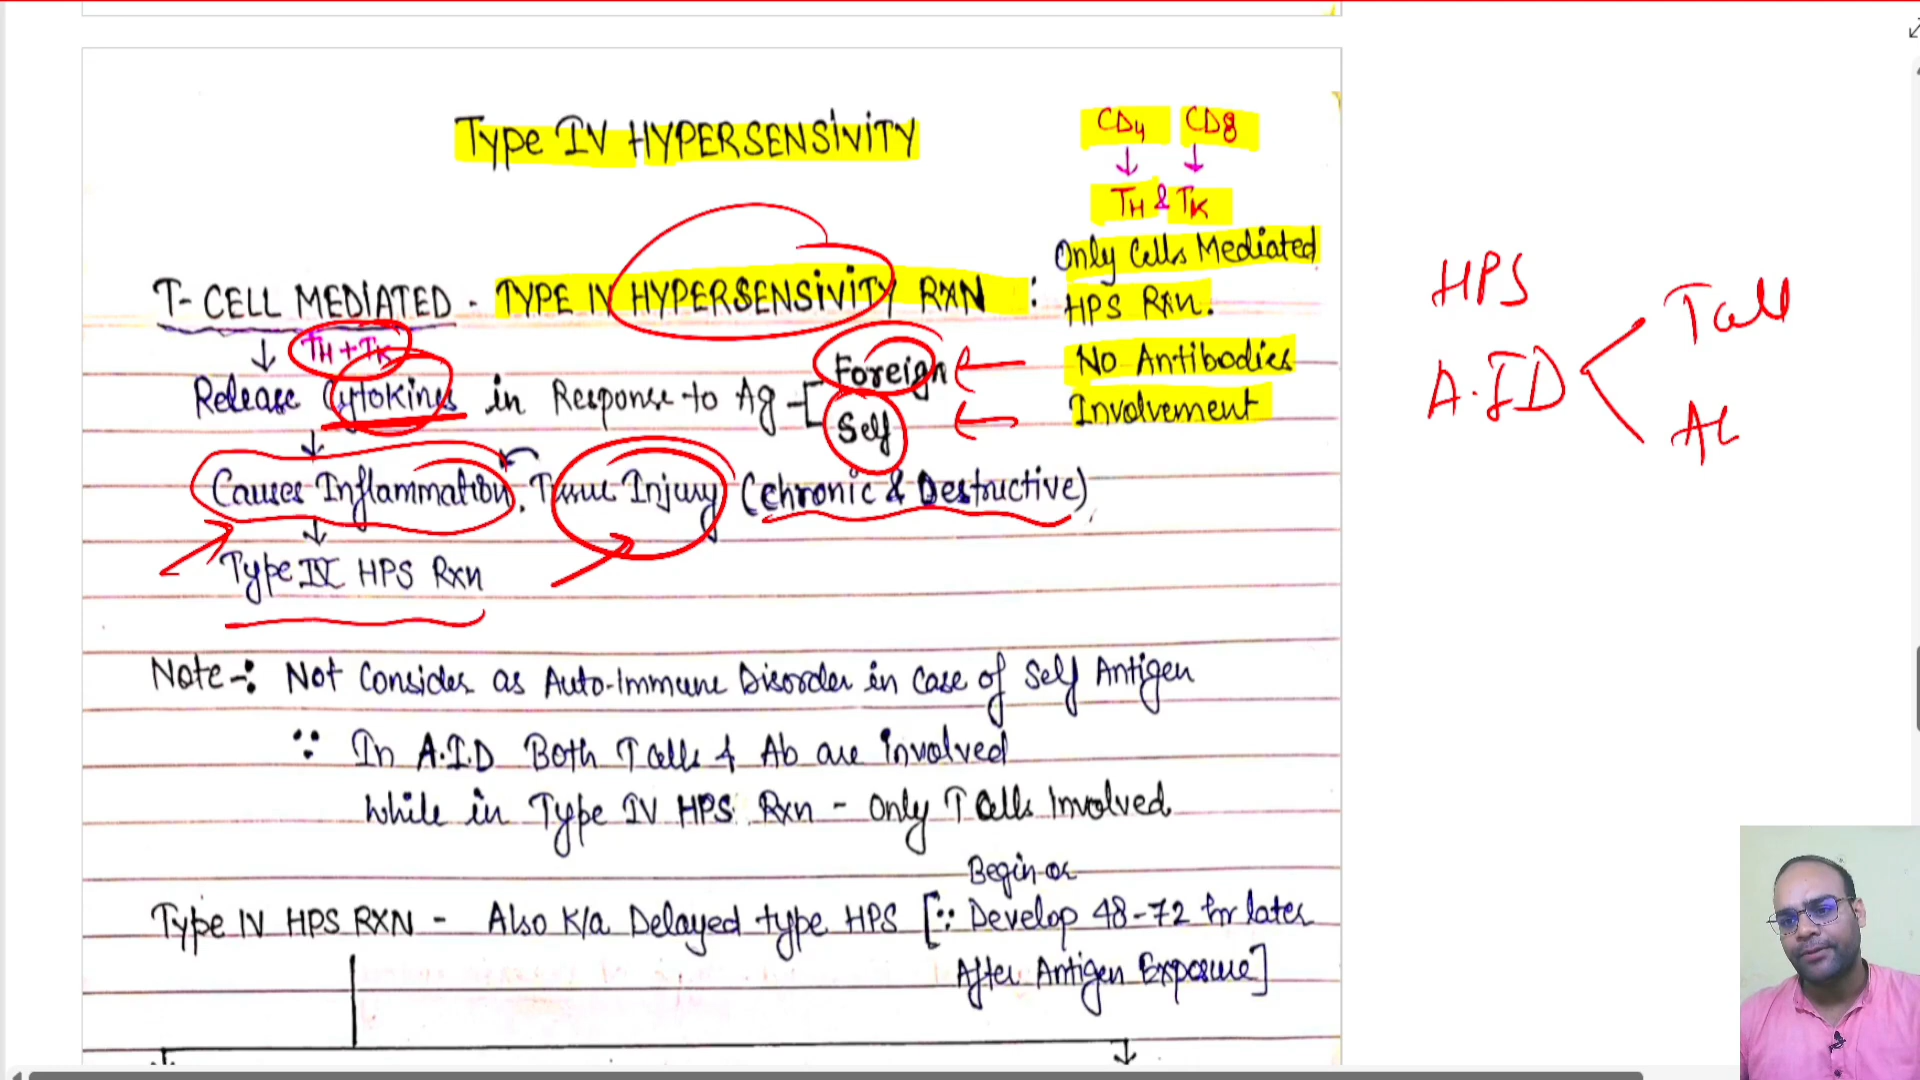 Type IV HYPERSENSIVITY
CD4 CD8
TH & TK
Only Cells Mediated
HPS Rxn.
No Antibodies
Involvement
T-CELL MEDIATED - TYPE IV HYPERSENSIVITY RXN :
TH + TK
Release Cytokines in Response to Ag - [ Foreign
Self
Causes Inflammation, Tissue Injury (Chronic & Destructive)
Type IV HPS Rxn
Note -: Not Consider as Auto-Immune Disorder in Case of Self Antigen
∵ In A.I.D Both T Cells & Ab are involved
while in Type IV HPS Rxn - only T Cells Involved
Type IV HPS RXN - Also K/a Delayed type HPS [∵ Begin or
Develop 48-72 hr later
After Antigen Exposure]
HPS
A.I.D
T Cell